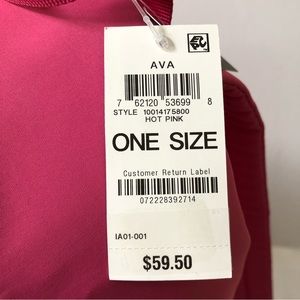 AVA
7 62120 53699 8
STYLE 10014175800
HOT PINK
ONE SIZE
Customer Return Label
072228392714
IA01-001
$59.50